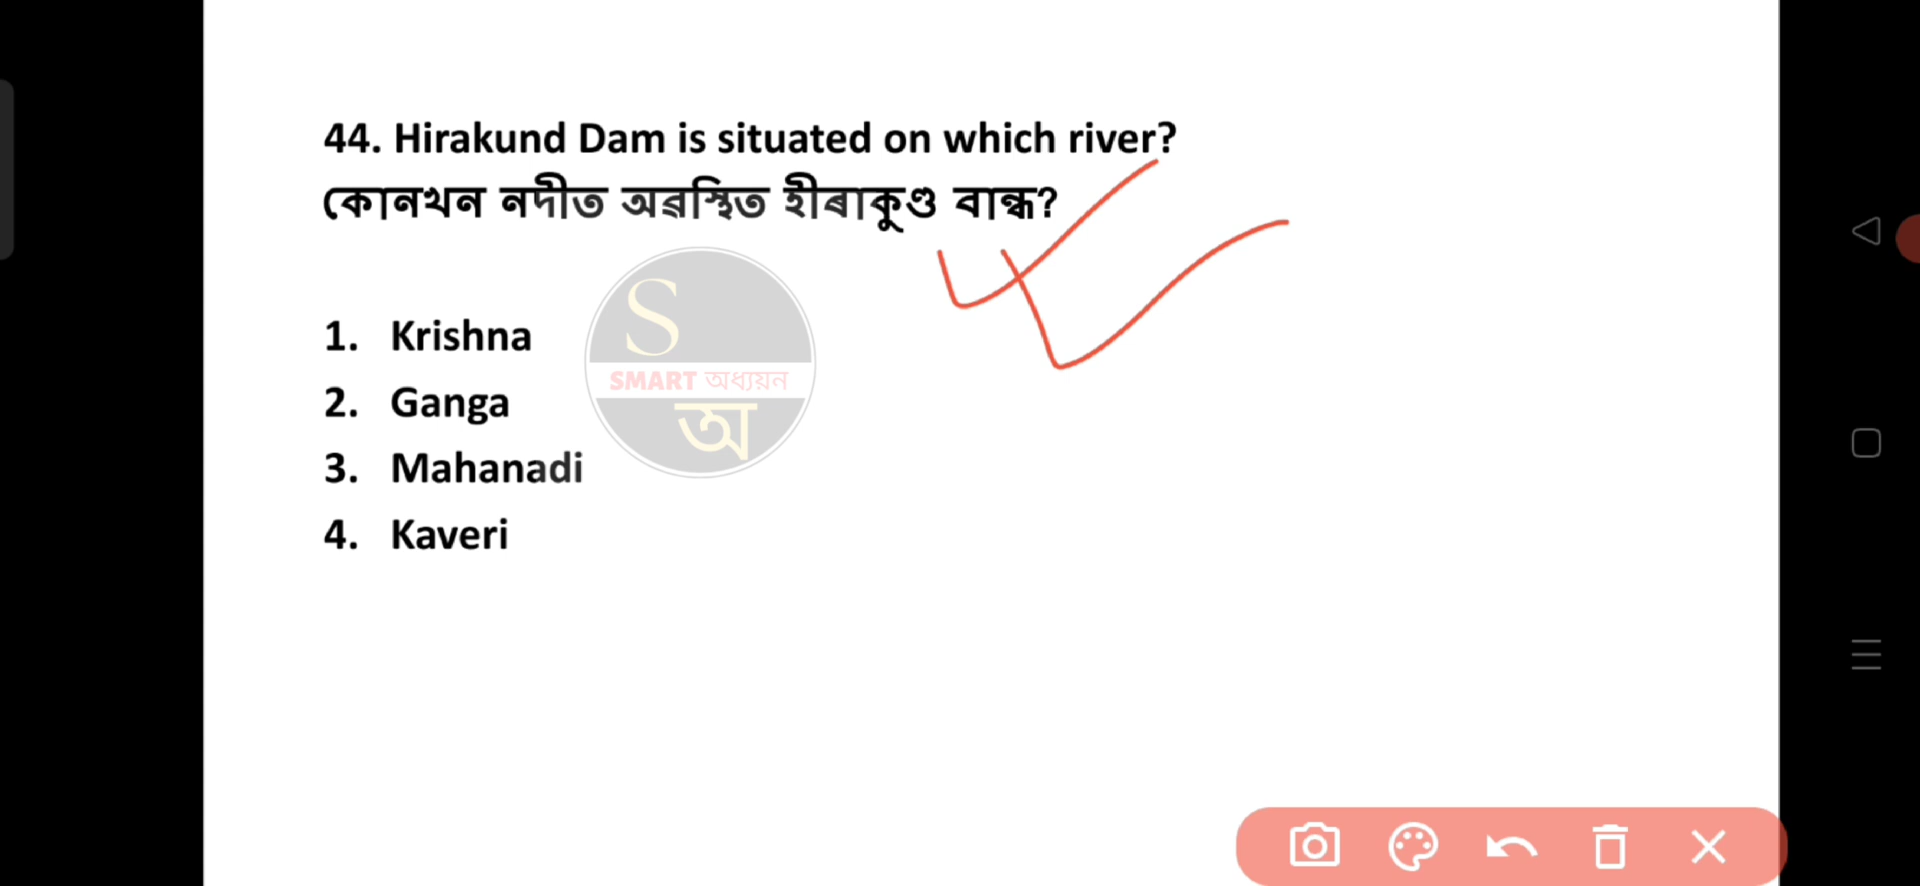 44. Hirakund Dam is situated on which river?
কোনখন নদীত অৱস্থিত হীৰাকুণ্ড বান্ধ?
S
1. Krishna
SMART অধ্যয়ন
2. Ganga
অ
3. Mahanadi
4. Kaveri